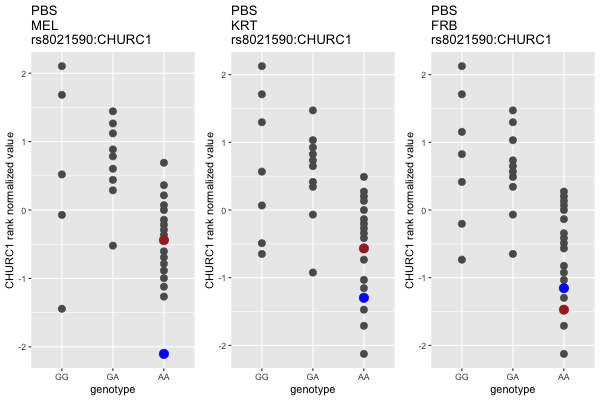 PBS
MEL
rs8021590:CHURC1
CHURC1 rank normalized value
2
1
0
-1
-2
GG
GA
AA
genotype
PBS
KRT
rs8021590:CHURC1
CHURC1 rank normalized value
2
1
0
-1
-2
GG
GA
AA
genotype
PBS
FRB
rs8021590:CHURC1
CHURC1 rank normalized value
2
1
0
-1
-2
GG
GA
AA
genotype